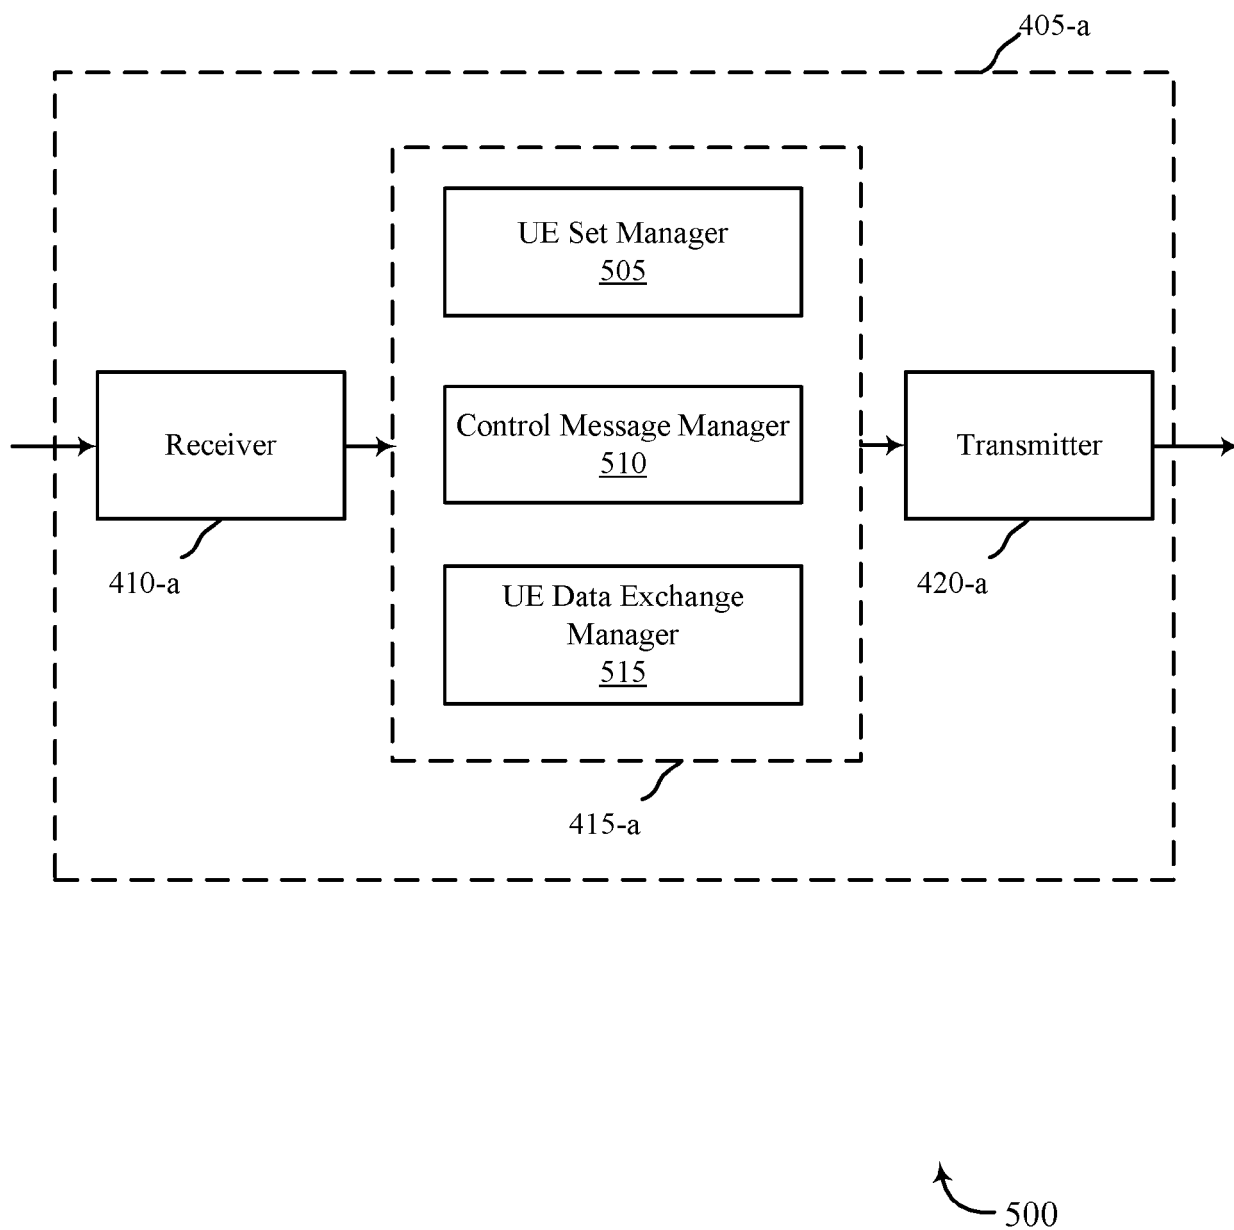 405-a
UE Set Manager
505
Receiver
410-a
Control Message Manager
510
Transmitter
420-a
UE Data Exchange
Manager
515
415-a
500